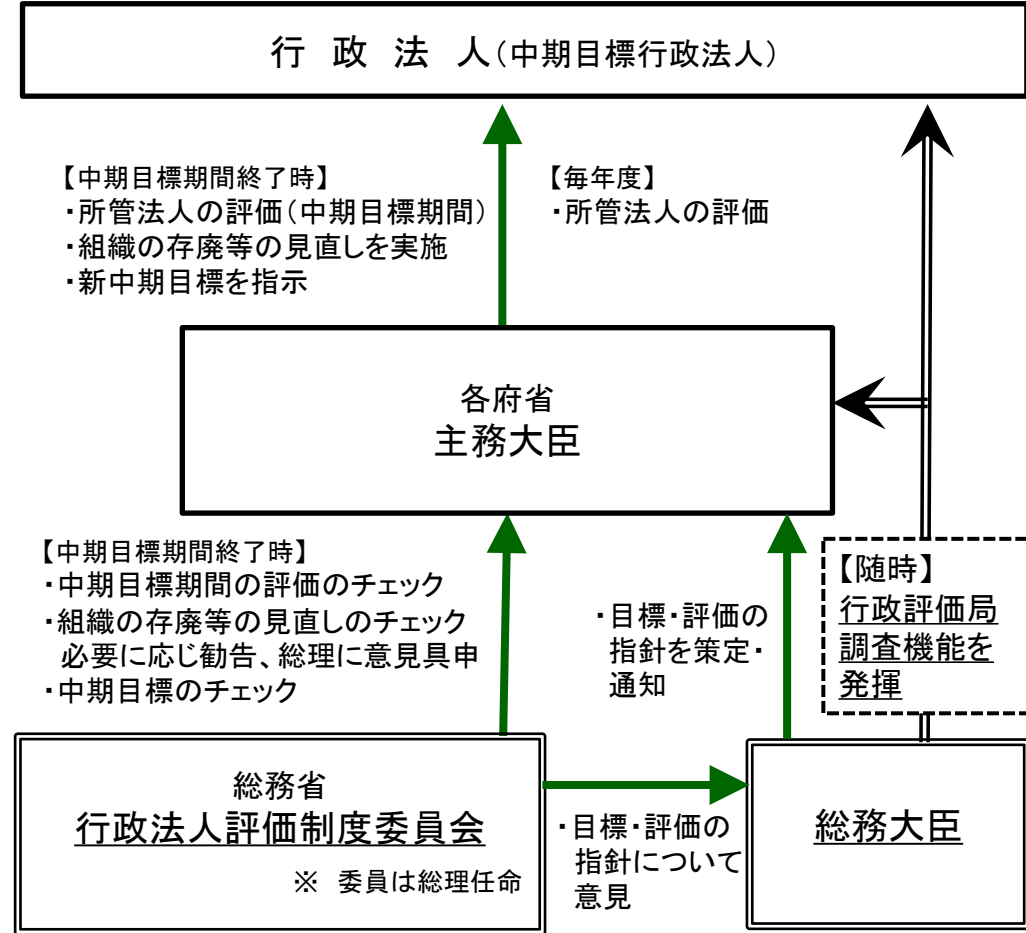 行 政 法 人（中期目標行政法人）
【中期目標期間終了時】
・所管法人の評価（中期目標期間）
・組織の存廃等の見直しを実施
・新中期目標を指示
【毎年度】
・所管法人の評価
各府省
主務大臣
【中期目標期間終了時】
・中期目標期間の評価のチェック
・組織の存廃等の見直しのチェック
必要に応じ勧告、総理に意見具申
・中期目標のチェック
・目標・評価の
指針を策定・
通知
【随時】
行政評価局
調査機能を
発揮
総務省
行政法人評価制度委員会
※ 委員は総理任命
・目標・評価の
指針について
意見
総務大臣